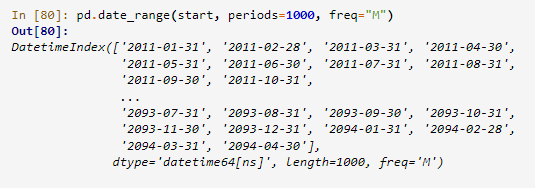 In [80]: pd.date_range(start, periods=1000, freq="M")
Out[80]:
DatetimeIndex(['2011-01-31', '2011-02-28', '2011-03-31', '2011-04-30',
'2011-05-31', '2011-06-30', '2011-07-31', '2011-08-31',
'2011-09-30', '2011-10-31',
...
'2093-07-31', '2093-08-31', '2093-09-30', '2093-10-31',
'2093-11-30', '2093-12-31', '2094-01-31', '2094-02-28',
'2094-03-31', '2094-04-30'],
dtype='datetime64[ns]', length=1000, freq='M')